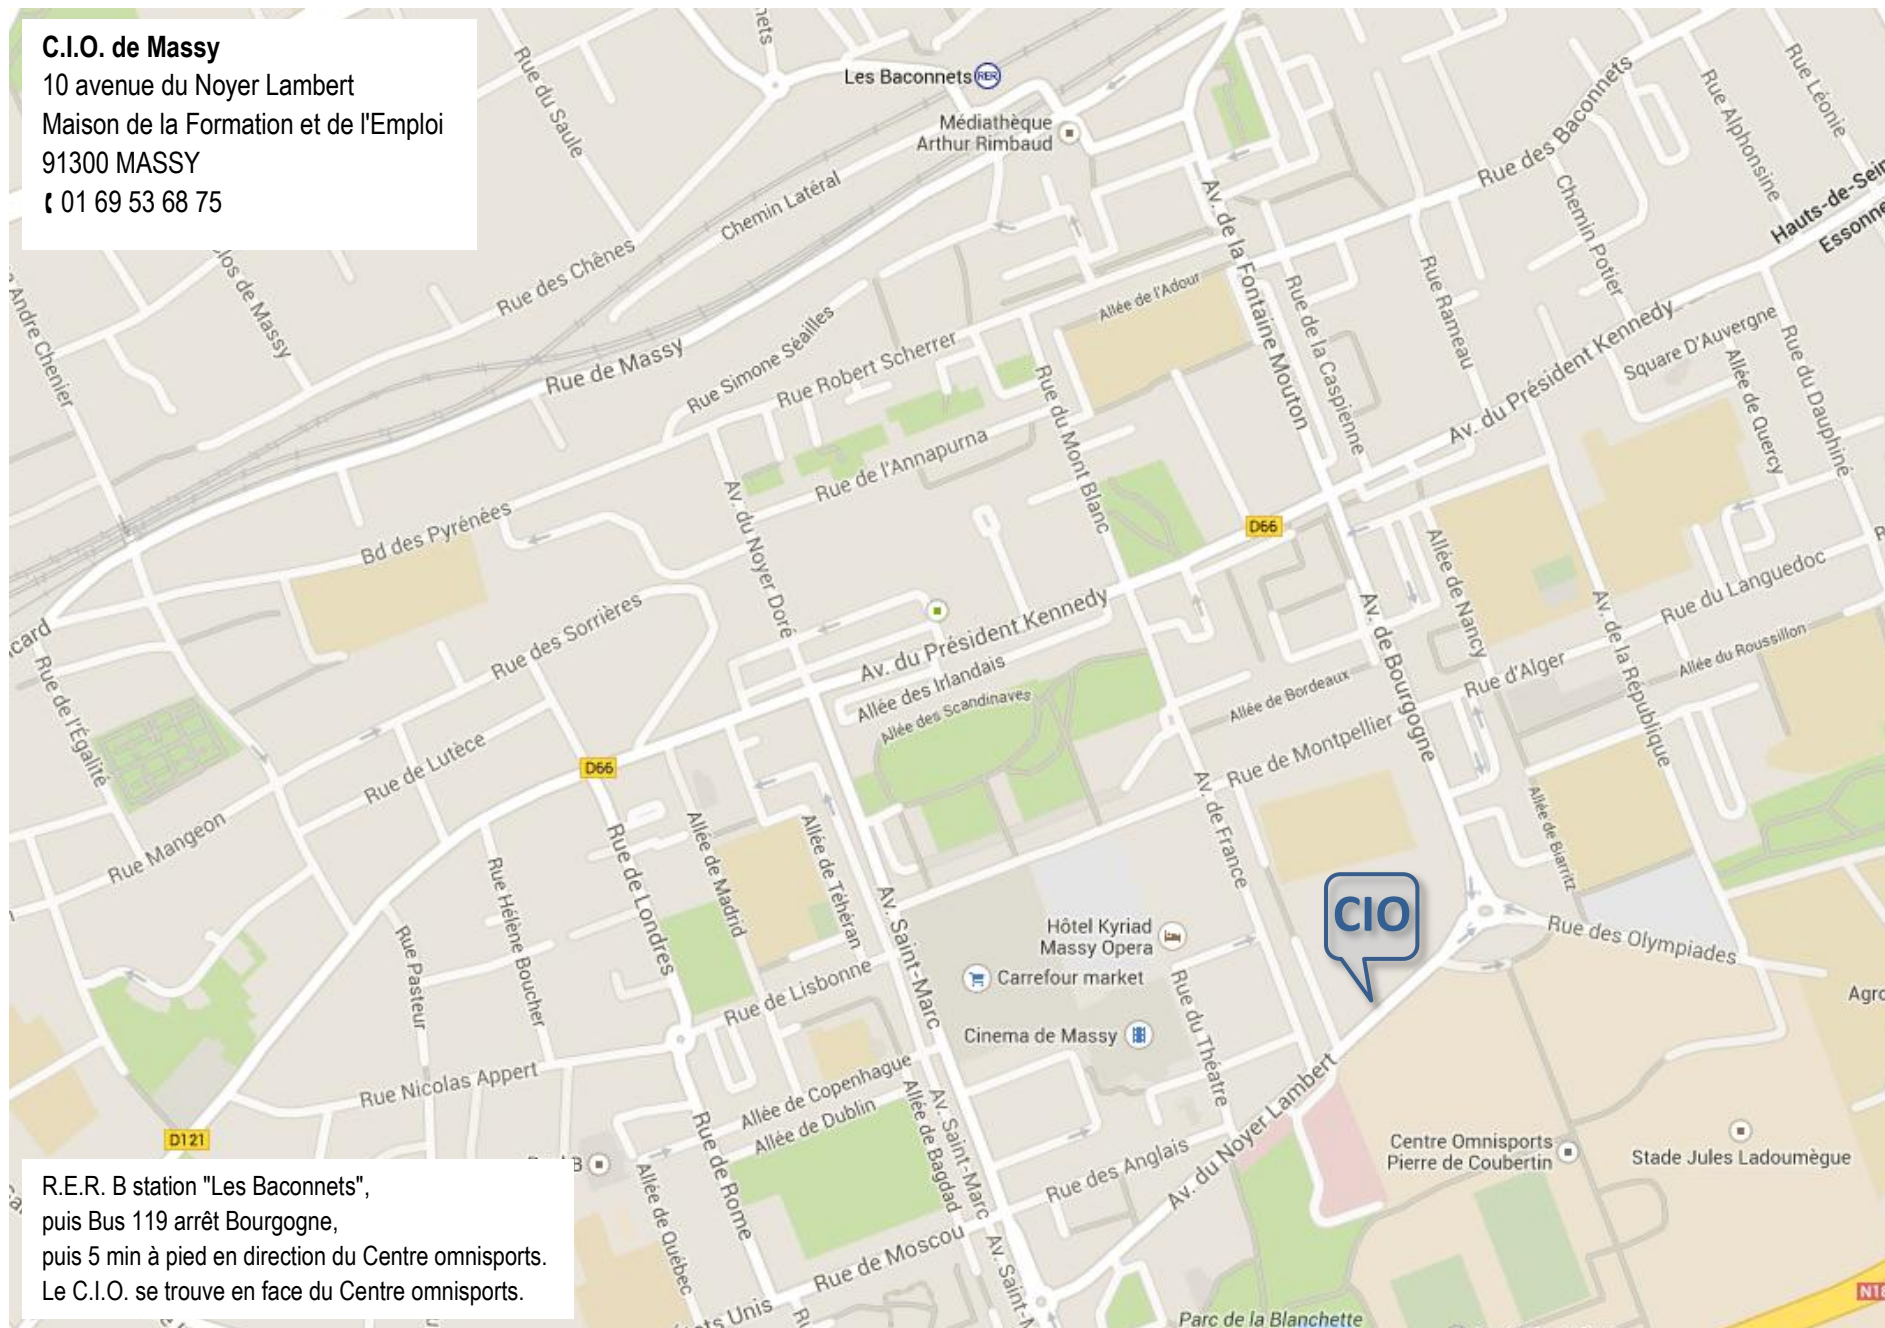 C.I.O. de Massy
10 avenue du Noyer Lambert
Maison de la Formation et de l'Emploi
91300 MASSY
01 69 53 68 75
Rue du Saule
Les Baconnets
RER
Médiathèque
Arthur Rimbaud
Chemin Latéral
Rue des Chênes
Rue des Baconnets
Rue Alphonsine
Rue Léonie
Chemin Potier
Essonne
Av. de la Fontaine Mouton
Allée de l'Adour
Rue de la Caspienne
Rue Rameau
Av. du Président Kennedy
Square D'Auvergne
Allée de Quercy
Rue du Dauphiné
Rue de Massy
Rue Simone Séailles
Rue Robert Scherrer
Rue du Mont Blanc
Rue de l'Annapurna
Av. du Noyer Doré
Bd des Pyrénées
D66
Allée de Nancy
Rue du Languedoc
Allée du Roussillon
Av. de la République
Rue d'Alger
Av. de Bourgogne
Allée de Bordeaux
Rue de Montpellier
Av. du Président Kennedy
Allée des Irlandais
Allée des Scandinaves
Rue des Sorrières
Rue de l'Égalité
Rue de Lutèce
D66
Rue Mangeon
Rue Hélène Boucher
Rue de Londres
Allée de Madrid
Allée de Téhéran
Av. Saint-Marc
Av. de France
Allée de Biarritz
CIO
Rue des Olympiades
Hôtel Kyriad
Massy Opera
Carrefour market
Cinema de Massy
Rue du Théatre
Rue Pasteur
Rue de Lisbonne
Rue Nicolas Appert
Allée de Copenhague
Allée de Dublin
Allée de Bagdad
Av. Saint-Marc
Rue de Rome
Allée de Québec
Rue des Anglais
Av. du Noyer Lambert
Rue de Moscou
Centre Omnisports
Pierre de Coubertin
Stade Jules Ladoumègue
Parc de la Blanchette
D121
R.E.R. B station "Les Baconnets",
puis Bus 119 arrêt Bourgogne,
puis 5 min à pied en direction du Centre omnisports.
Le C.I.O. se trouve en face du Centre omnisports.